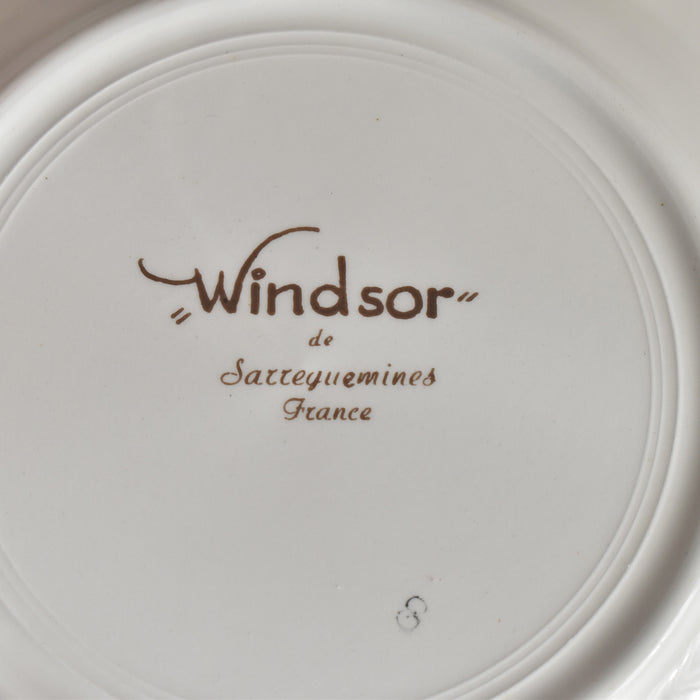 „Windsor"
de
Sarreguemines
France